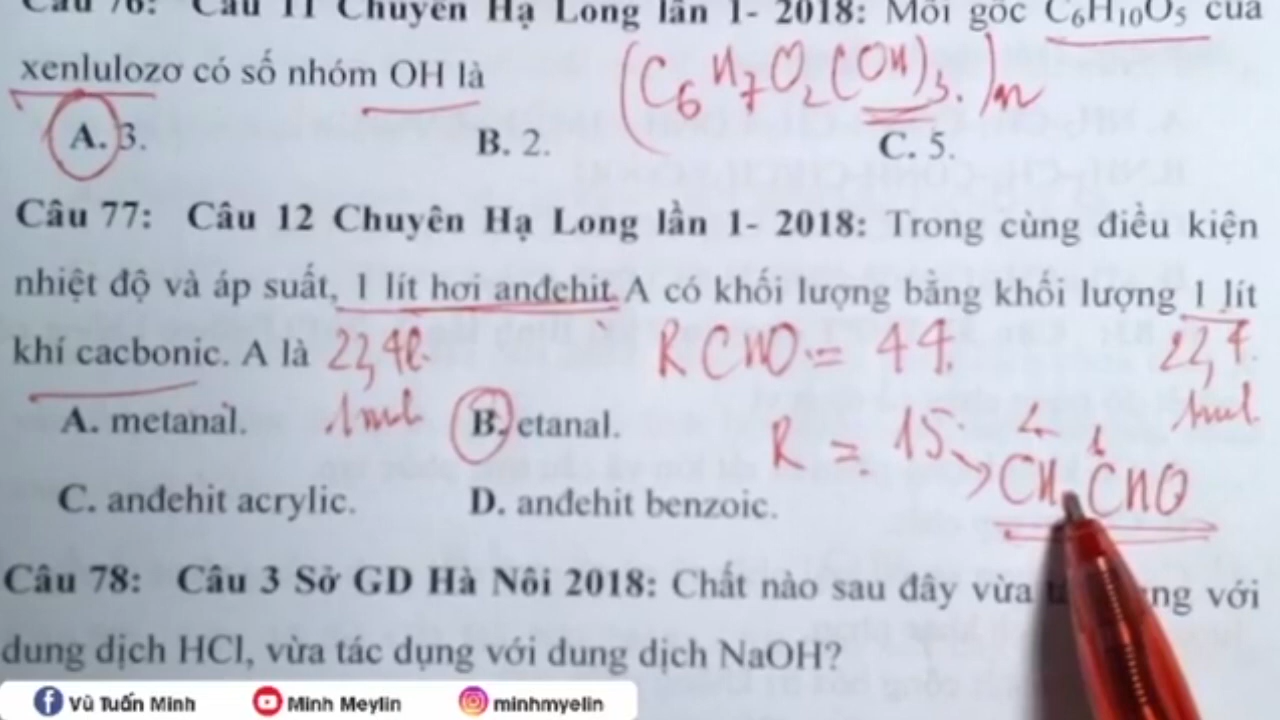 Câu 76: Câu 11 Chuyên Hạ Long lần 1- 2018: Mỗi gốc C₆H₁₀O₅ của
xenlulozơ có số nhóm OH là (C₆H₇O₂(OH)₃)n
A. 3. B. 2. C. 5.
Câu 77: Câu 12 Chuyên Hạ Long lần 1- 2018: Trong cùng điều kiện
nhiệt độ và áp suất, 1 lít hơi anđehit A có khối lượng bằng khối lượng 1 lít
khí cacbonic. A là 22,4l. RCHO = 44. 22,4.
A. metanal. 1mol B. etanal. R = 15 1mol
CH₃CHO
C. anđehit acrylic. D. anđehit benzoic.
Câu 78: Câu 3 Sở GD Hà Nôi 2018: Chất nào sau đây vừa với
dung dịch HCl, vừa tác dụng với dung dịch NaOH?
Vũ Tuấn Minh Minh Meylin minhmyelin